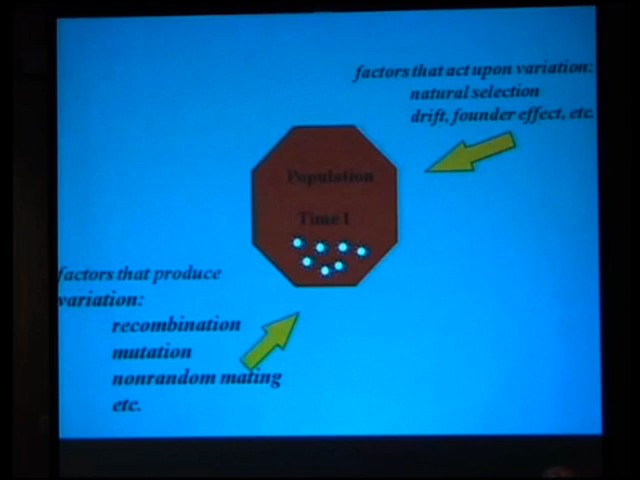 factors that act upon variation:
natural selection
drift, founder effect, etc.
Population
Time 1
factors that produce
variation:
recombination
mutation
nonrandom mating
etc.